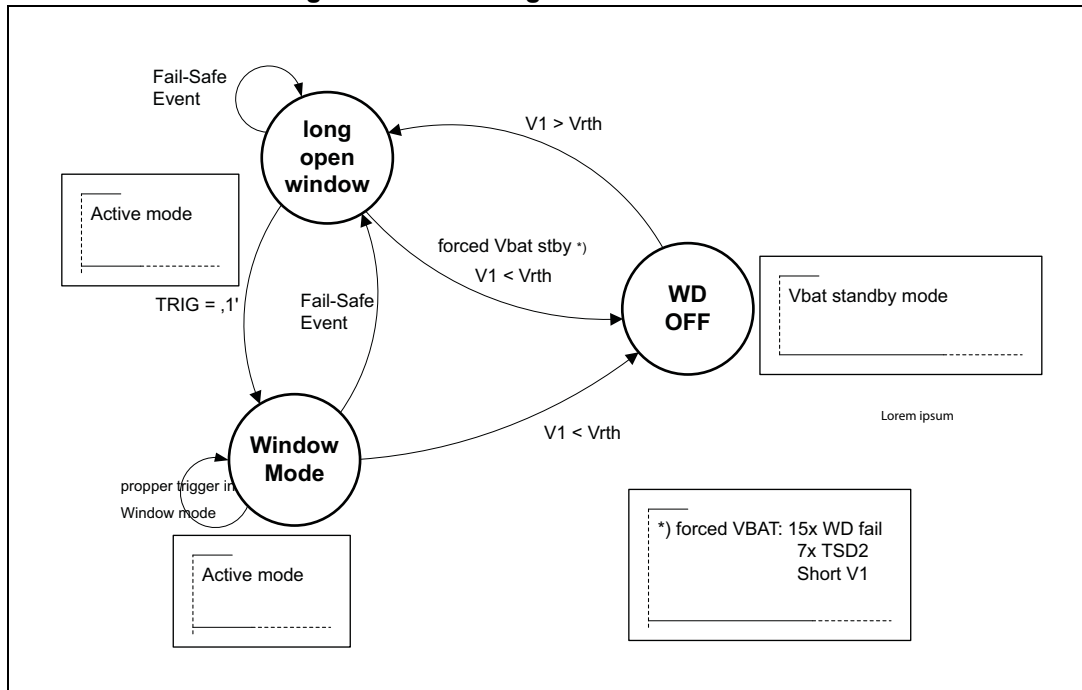 Fail-Safe
Event
long
open
window
V1 > Vrth
Active mode
forced Vbat stby *)
V1 < Vrth
TRIG = ‚1'
Fail-Safe
Event
WD
OFF
Vbat standby mode
Lorem ipsum
V1 < Vrth
Window
Mode
propper trigger in
Window mode
Active mode
*) forced VBAT: 15x WD fail
7x TSD2
Short V1